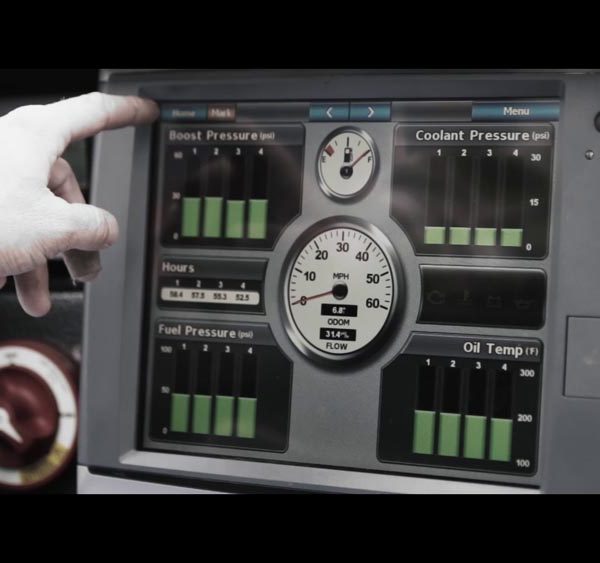 Home Mark < > Menu
Boost Pressure (psi)
60 1 2 3 4
30
0
E F
Coolant Pressure (psi)
1 2 3 4 30
15
0
Hours
1 2 3 4
58.4 57.5 55.3 52.5
0 10 20 30 40 50 60
MPH
6.8
ODOM
31.4
FLOW
Fuel Pressure (psi)
100 1 2 3 4
50
0
Oil Temp (F)
1 2 3 4 300
200
100